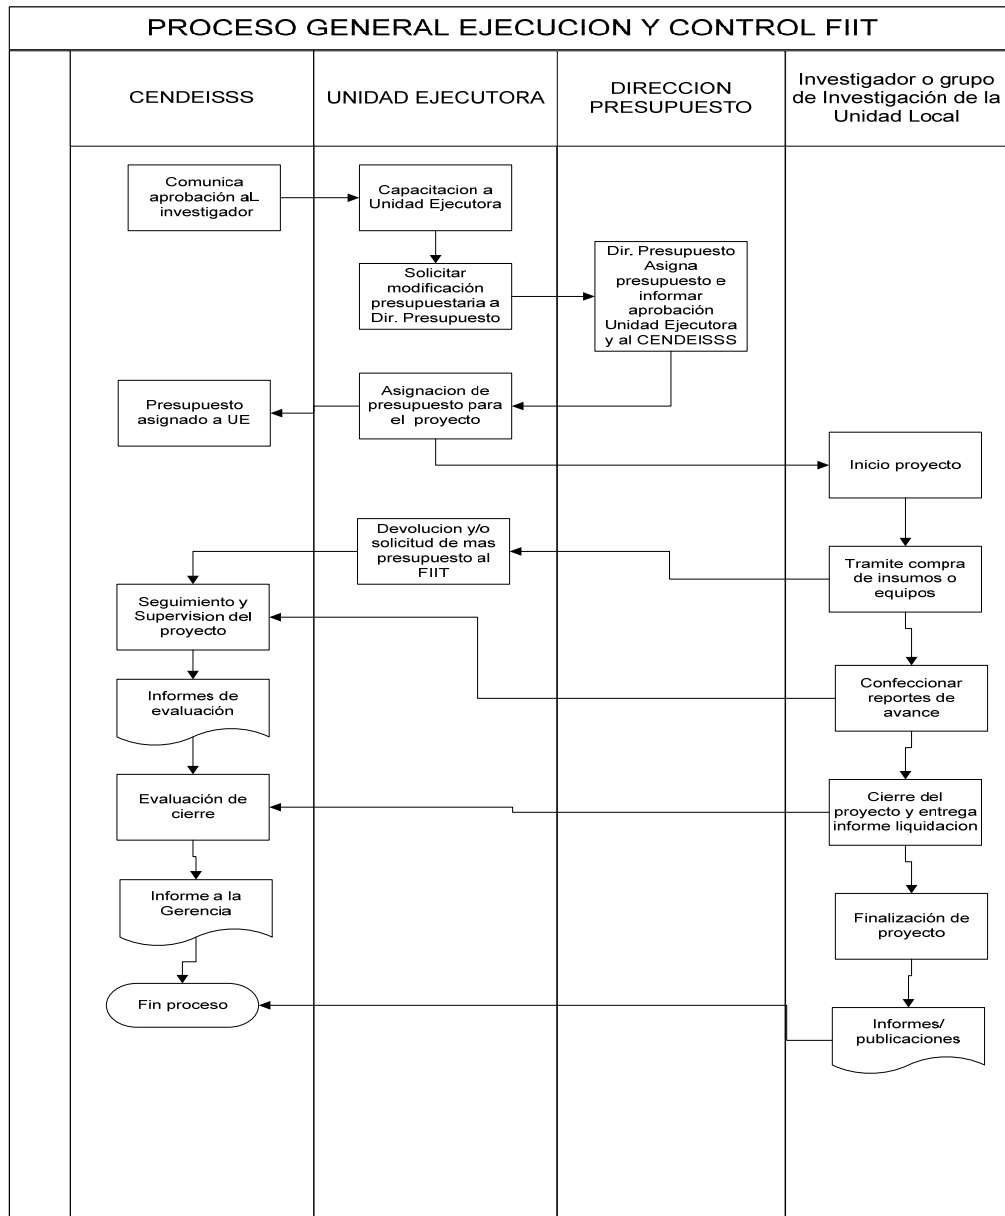 PROCESO GENERAL EJECUCION Y CONTROL FIIT
CENDEISSS
UNIDAD EJECUTORA
DIRECCION
PRESUPUESTO
Investigador o grupo
de Investigación de la
Unidad Local
Comunica
aprobación aL
investigador
Capacitacion a
Unidad Ejecutora
Solicitar
modificación
presupuestaria a
Dir. Presupuesto
Dir. Presupuesto
Asigna
presupuesto e
informar
aprobación
Unidad Ejecutora
y al CENDEISSS
Presupuesto
asignado a UE
Asignacion de
presupuesto para
el proyecto
Inicio proyecto
Devolucion y/o
solicitud de mas
presupuesto al
FIIT
Tramite compra
de insumos o
equipos
Seguimiento y
Supervision del
proyecto
Informes de
evaluación
Confeccionar
reportes de
avance
Evaluación de
cierre
Cierre del
proyecto y entrega
informe liquidacion
Informe a la
Gerencia
Finalización de
proyecto
Fin proceso
Informes/
publicaciones